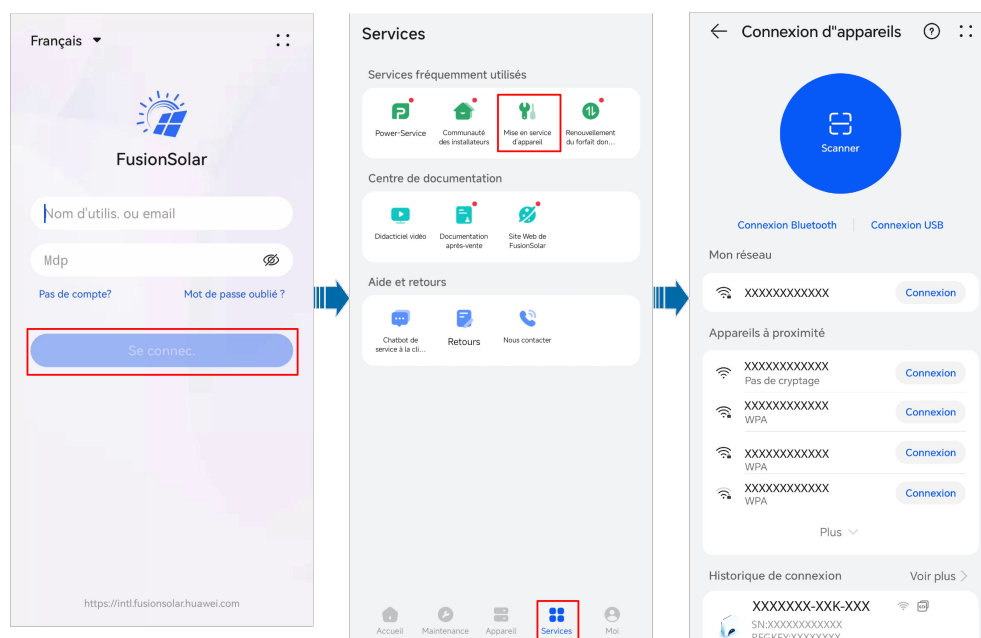 Français
FusionSolar
Nom d'utilis. ou email
Mdp
Pas de compte? Mot de passe oublié ?
Se connec.
https://intl.fusionsolar.huawei.com
Services
Services fréquemment utilisés
Power-Service
Communauté
des installateurs
Mise en service
d'appareil
Renouvellement
du forfait don...
Centre de documentation
Didacticiel vidéo
Documentation
après-vente
Site Web de
FusionSolar
Aide et retours
Chatbot de
service à la cli...
Retours
Nous contacter
Accueil Maintenance Appareil Services Moi
Connexion d"appareils
Scanner
Connexion Bluetooth Connexion USB
Mon réseau
XXXXXXXXXXXX Connexion
Appareils à proximité
XXXXXXXXXXXX Connexion
Pas de cryptage
XXXXXXXXXXXX Connexion
WPA
XXXXXXXXXXXX Connexion
WPA
XXXXXXXXXXXX Connexion
WPA
Plus
Historique de connexion Voir plus
XXXXXXX-XXK-XXX
SN:XXXXXXXXXXXX
REGKEY:XXXXXXXX